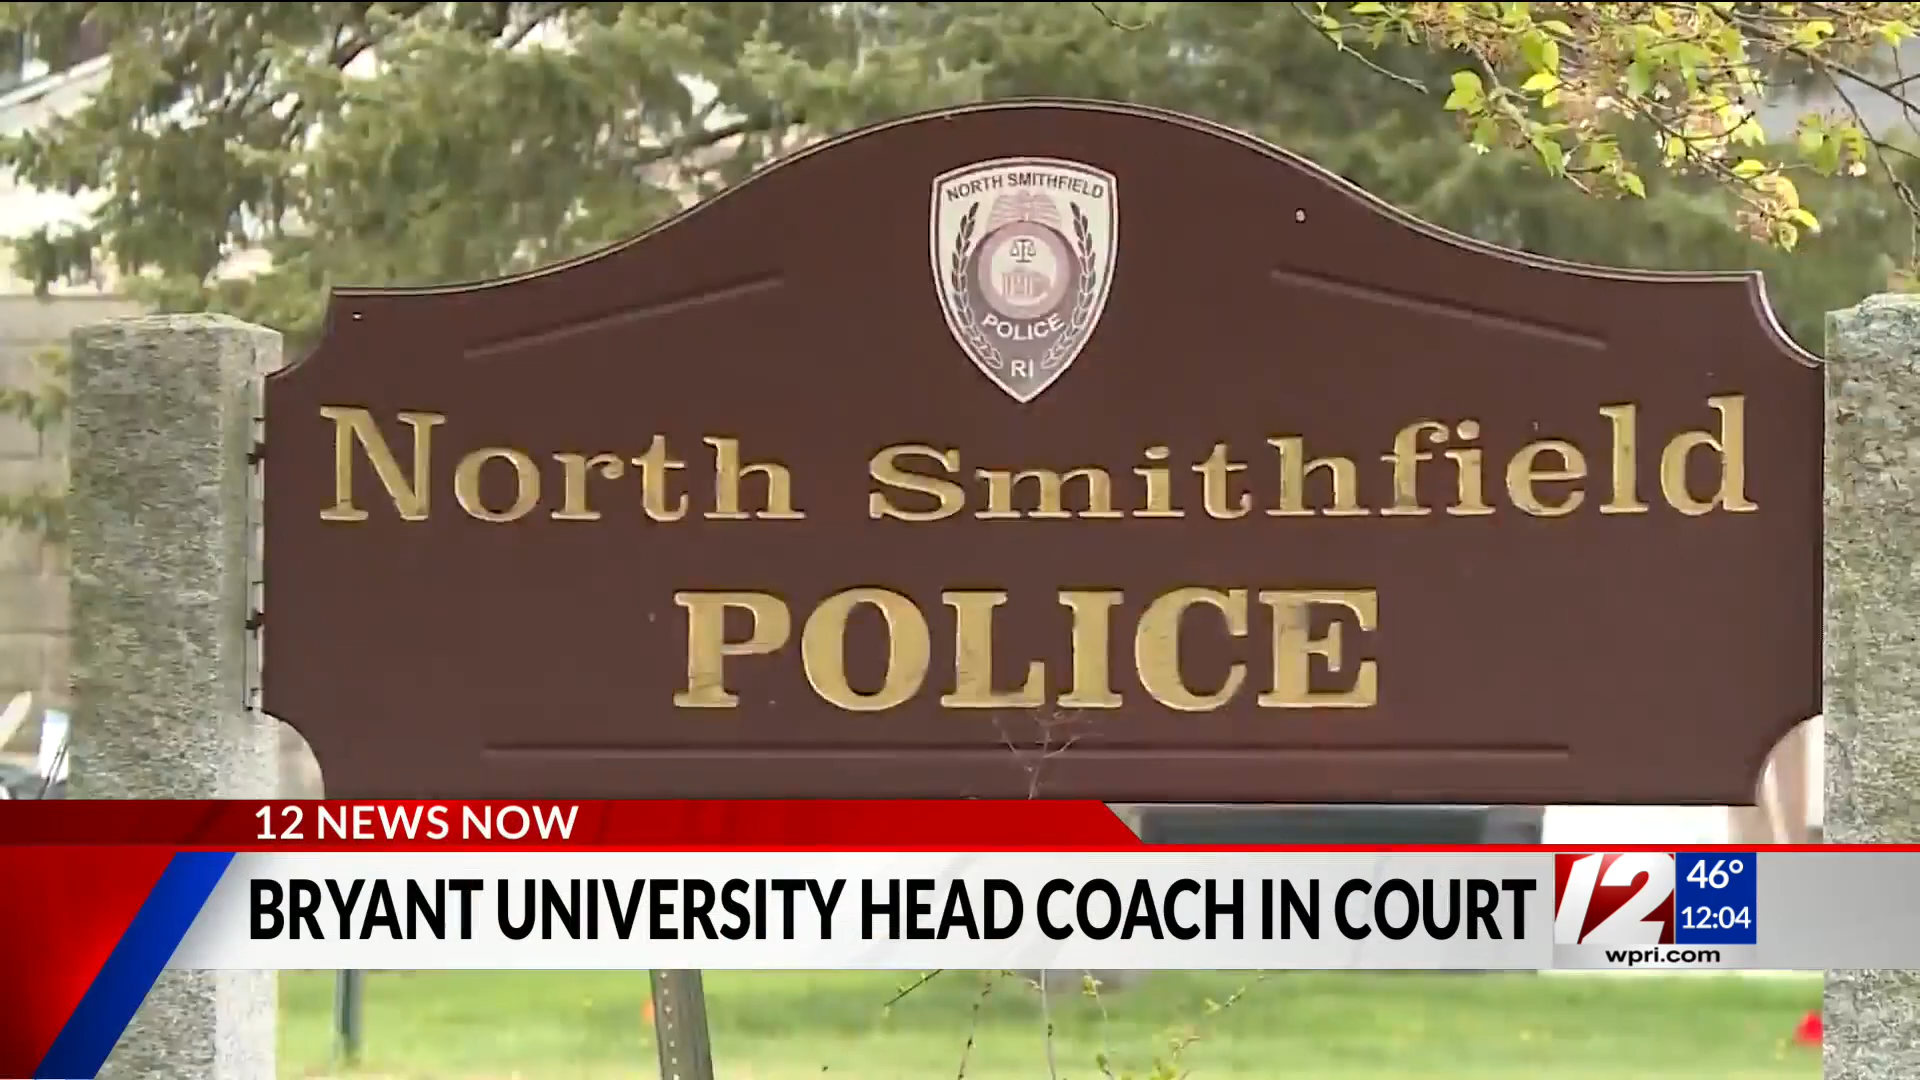 NORTH SMITHFIELD
POLICE
RI
North Smithfield
POLICE
12 NEWS NOW
BRYANT UNIVERSITY HEAD COACH IN COURT
12
46°
12:04
wpri.com